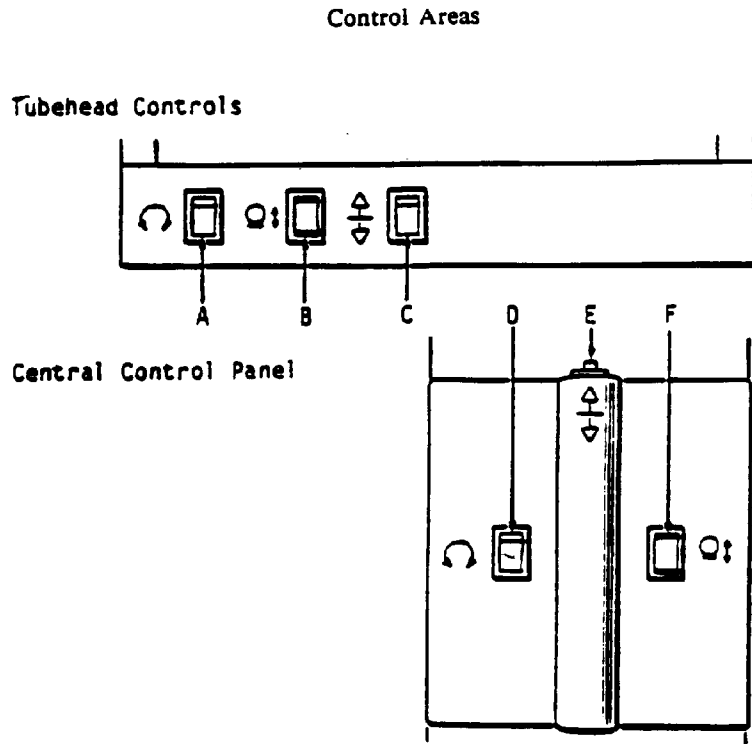 Control Areas
Tubehead Controls
A B C D E F
Central Control Panel